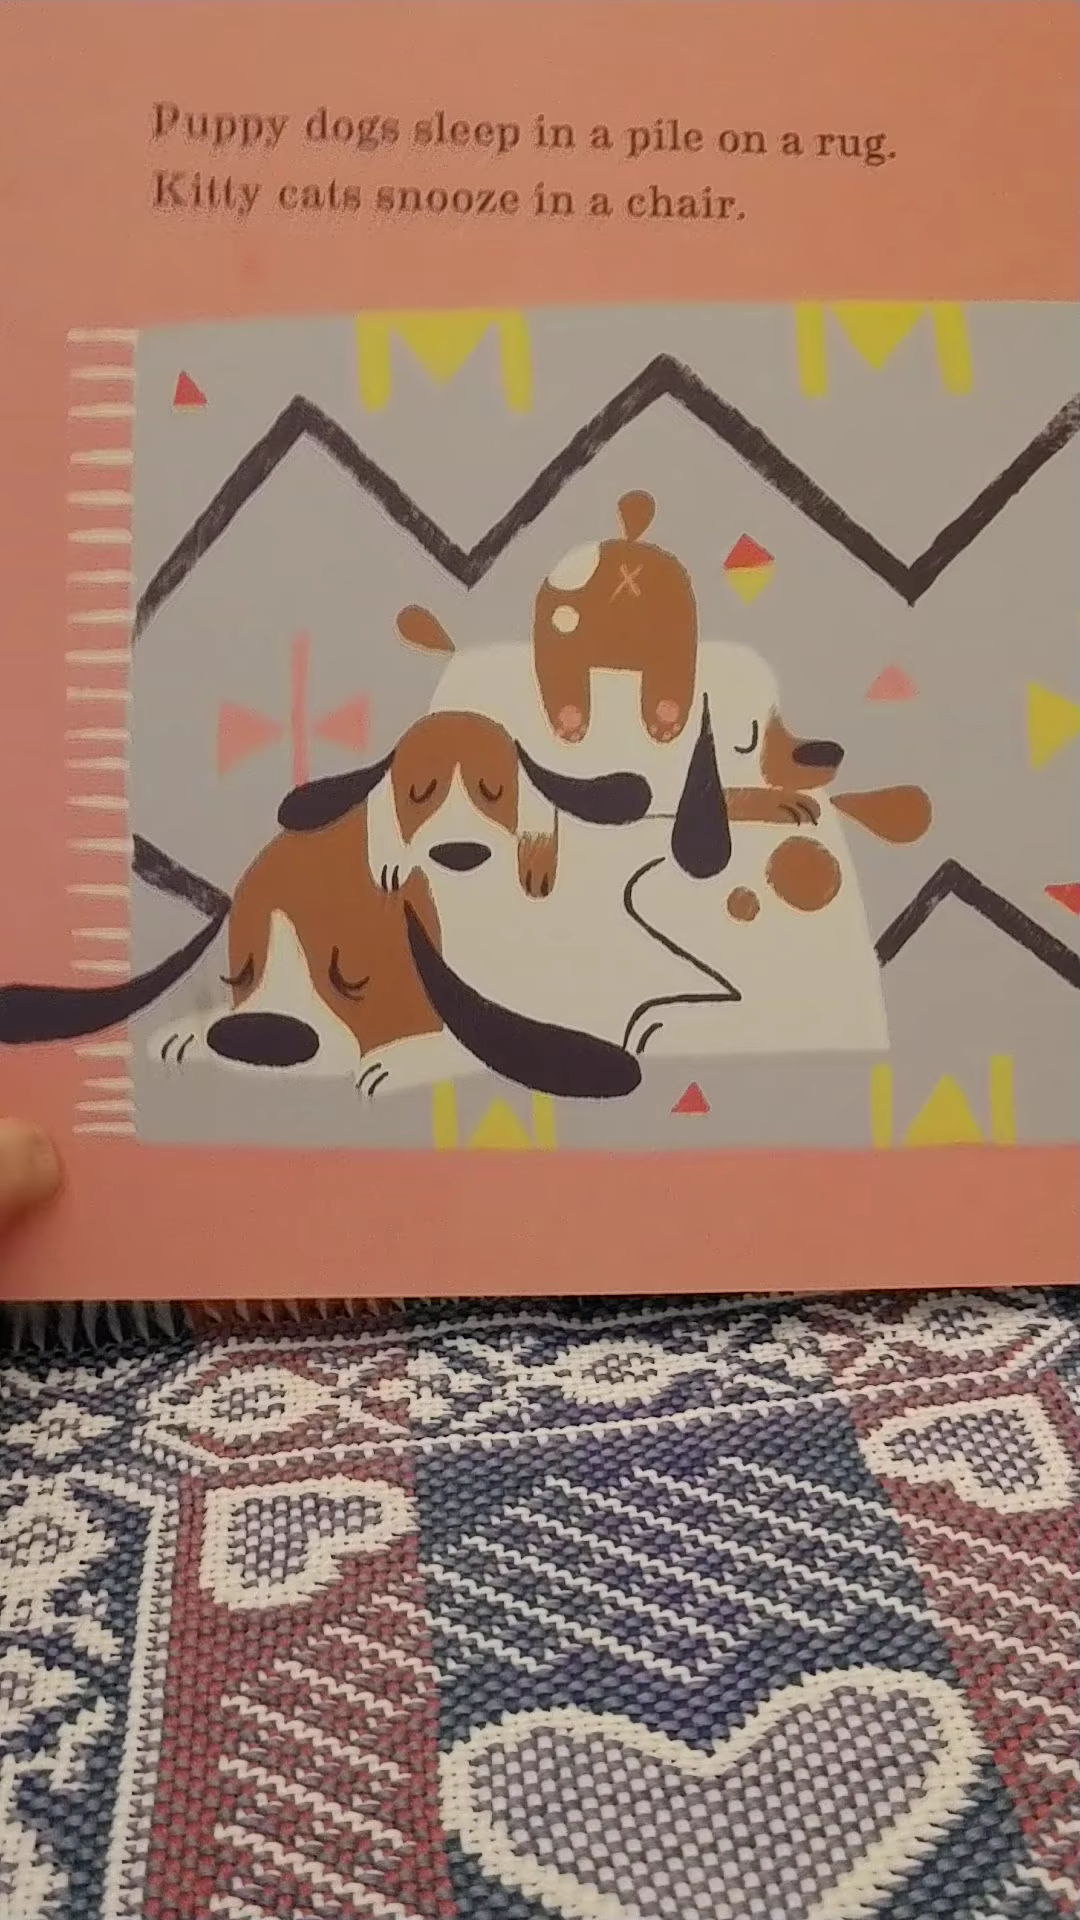 Puppy dogs sleep in a pile on a rug.
Kitty cats snooze in a chair.